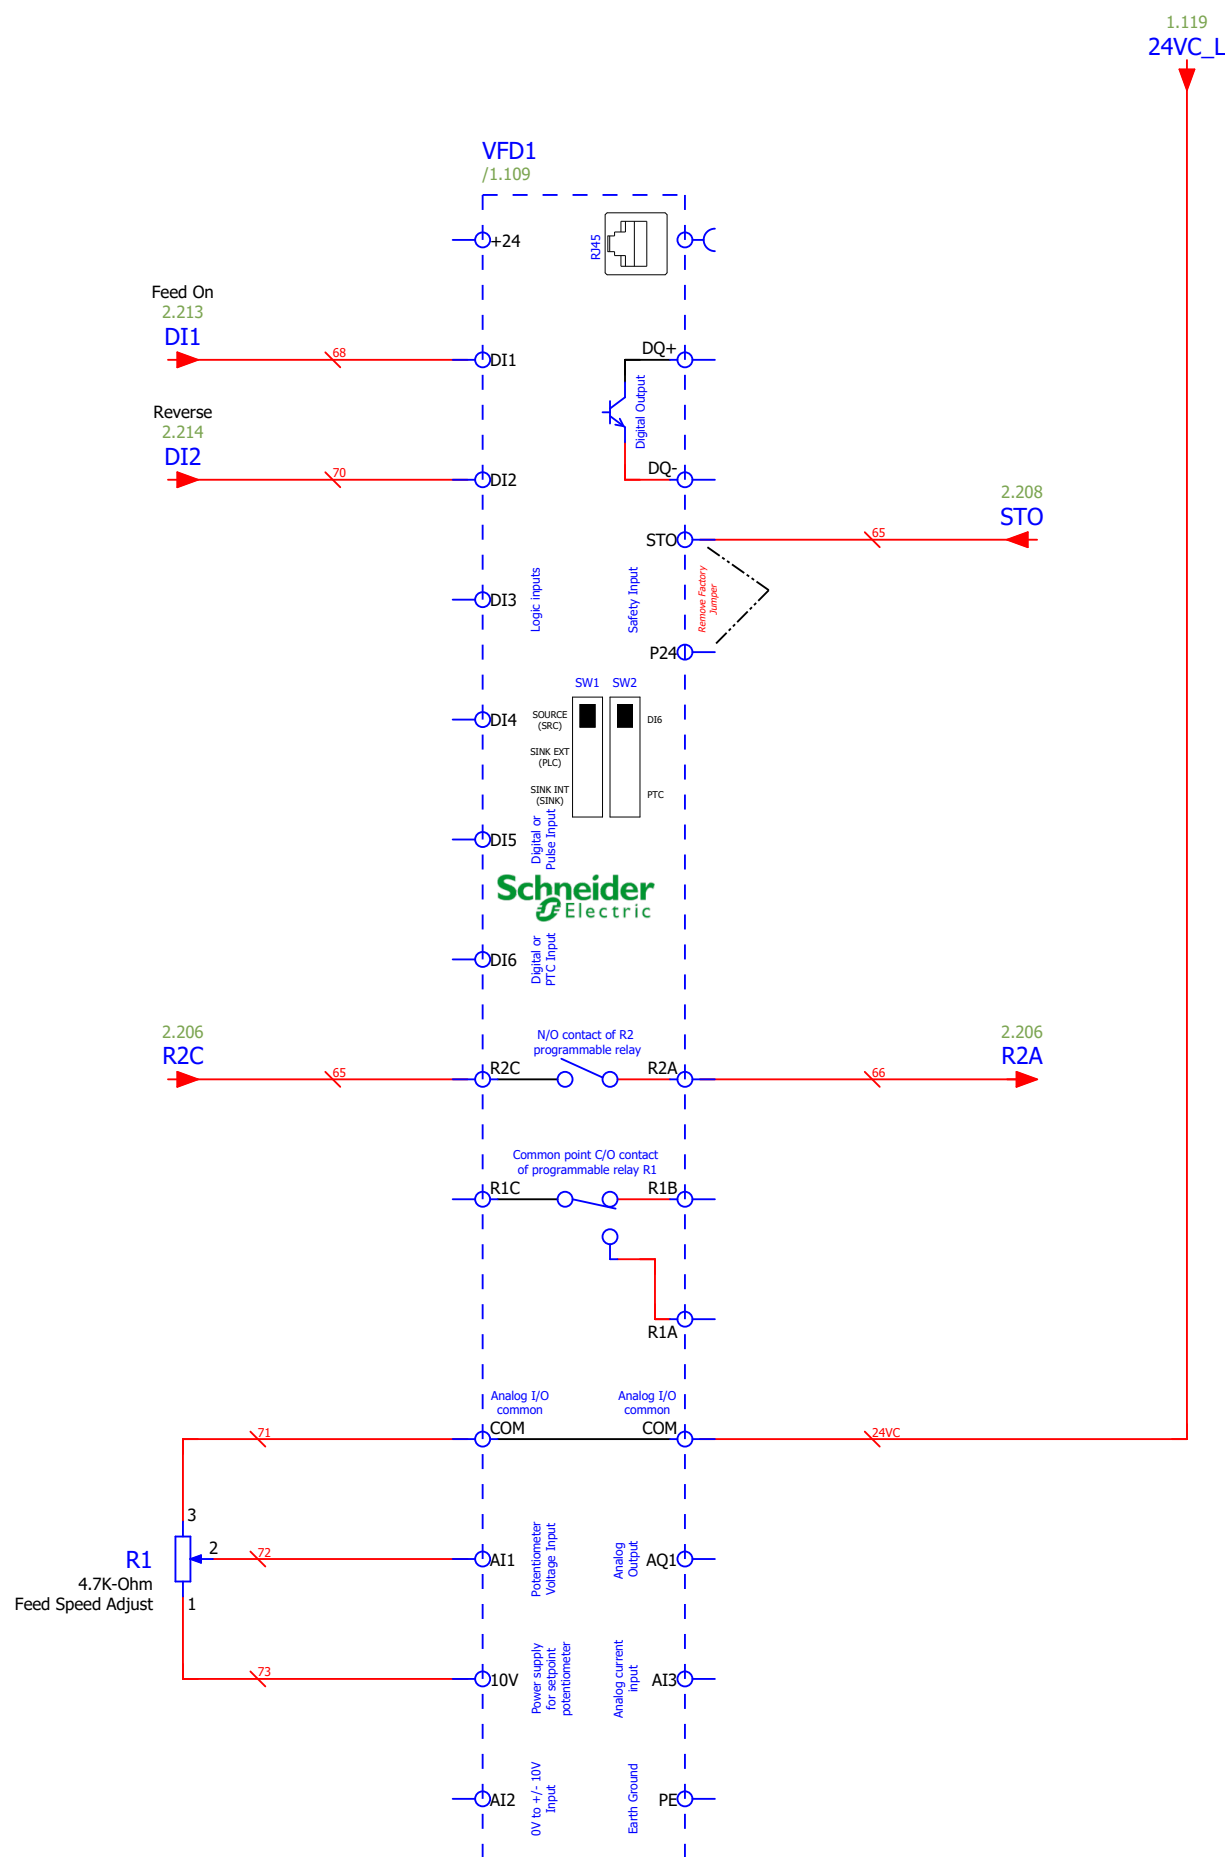 1.119
24VC_L
VFD1
/1.109
+24
RJ45
Feed On
2.213
DI1
68
DI1
DQ+
Digital Output
Reverse
2.214
DI2
70
DI2
DQ-
2.208
STO
STO
65
Remove Factory
Jumper
Logic inputs
Safety Input
DI3
P24
SW1
SW2
SOURCE
(SRC)
DI6
DI4
SINK EXT
(PLC)
SINK INT
(SINK)
PTC
DI5
Digital or
Pulse Input
Schneider
Electric
DI6
Digital or
PTC Input
2.206
R2C
65
N/O contact of R2
programmable relay
R2C
R2A
66
2.206
R2A
Common point C/O contact
of programmable relay R1
R1C
R1B
R1A
Analog I/O
common
Analog I/O
common
71
COM
COM
24VC
3
2
R1
4.7K-Ohm
Feed Speed Adjust
1
72
AI1
Potentiometer
Voltage Input
Analog
Output
AQ1
73
10V
Power supply
for setpoint
potentiometer
Analog current
input
AI3
AI2
0V to +/- 10V
Input
Earth Ground
PE